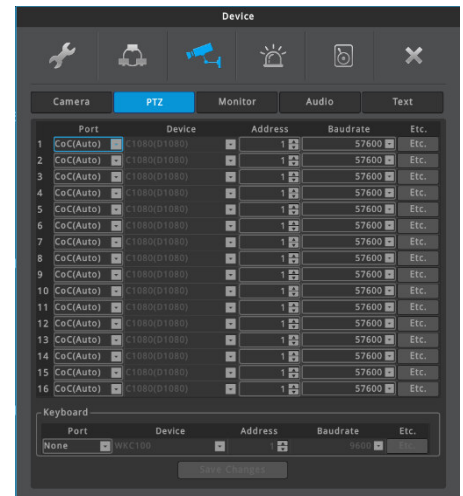 Device
Camera PTZ Monitor Audio Text
Port Device Address Baudrate Etc.
1 CoC(Auto) C1080(D1080) 1 57600 Etc.
2 CoC(Auto) C1080(D1080) 1 57600 Etc.
3 CoC(Auto) C1080(D1080) 1 57600 Etc.
4 CoC(Auto) C1080(D1080) 1 57600 Etc.
5 CoC(Auto) C1080(D1080) 1 57600 Etc.
6 CoC(Auto) C1080(D1080) 1 57600 Etc.
7 CoC(Auto) C1080(D1080) 1 57600 Etc.
8 CoC(Auto) C1080(D1080) 1 57600 Etc.
9 CoC(Auto) C1080(D1080) 1 57600 Etc.
10 CoC(Auto) C1080(D1080) 1 57600 Etc.
11 CoC(Auto) C1080(D1080) 1 57600 Etc.
12 CoC(Auto) C1080(D1080) 1 57600 Etc.
13 CoC(Auto) C1080(D1080) 1 57600 Etc.
14 CoC(Auto) C1080(D1080) 1 57600 Etc.
15 CoC(Auto) C1080(D1080) 1 57600 Etc.
16 CoC(Auto) C1080(D1080) 1 57600 Etc.
Keyboard
Port Device Address Baudrate Etc.
None WKC100 1 9600 Etc.
Save Changes